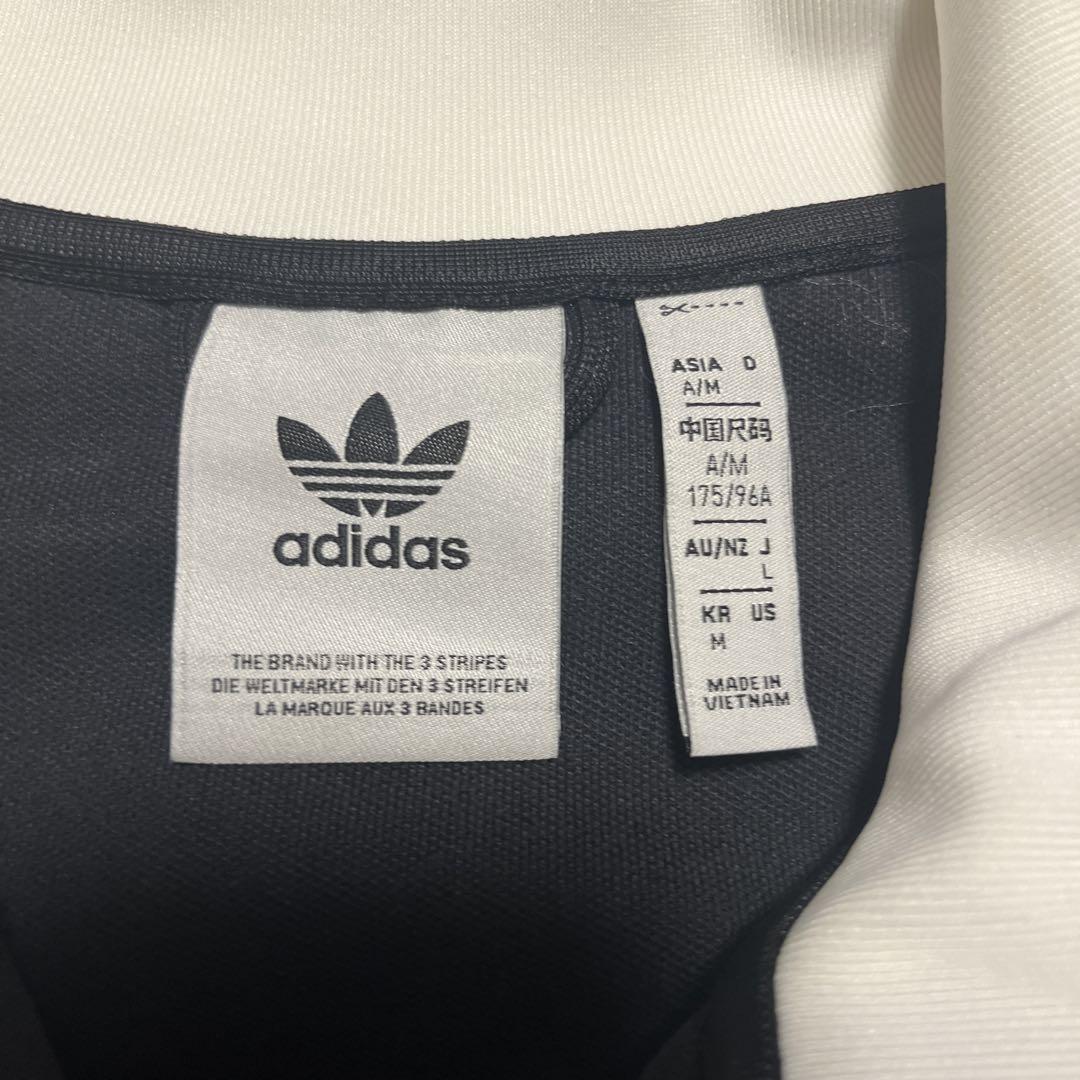 adidas
THE BRAND WITH THE 3 STRIPES
DIE WELTMARKE MIT DEN 3 STREIFEN
LA MARQUE AUX 3 BANDES
ASIA D
A/M
中国尺码
A/M
175/96A
AU/NZ J
L
KR US
M
MADE IN
VIETNAM